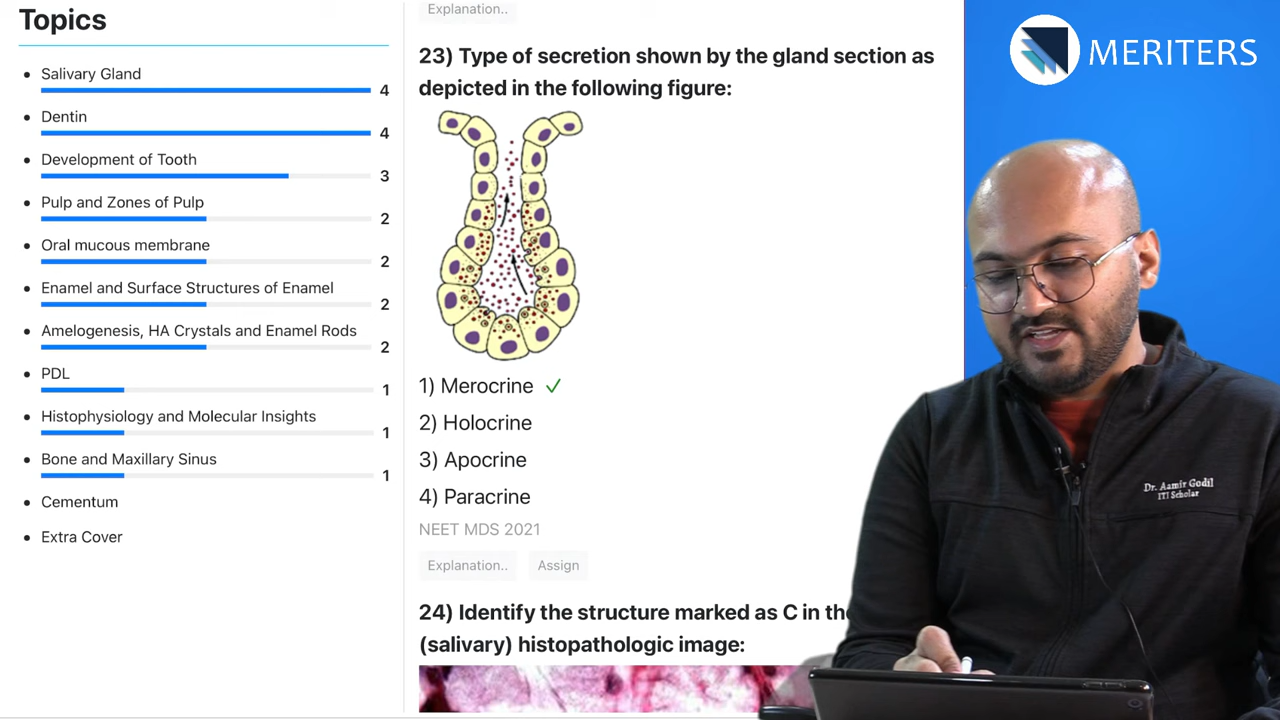 Topics
Salivary Gland
4
Dentin
4
Development of Tooth
3
Pulp and Zones of Pulp
2
Oral mucous membrane
2
Enamel and Surface Structures of Enamel
2
Amelogenesis, HA Crystals and Enamel Rods
2
PDL
1
Histophysiology and Molecular Insights
1
Bone and Maxillary Sinus
1
Cementum
Extra Cover
Explanation..
23) Type of secretion shown by the gland section as
depicted in the following figure:
1) Merocrine ✓
2) Holocrine
3) Apocrine
4) Paracrine
NEET MDS 2021
Explanation.. Assign
24) Identify the structure marked as C in the
(salivary) histopathologic image:
MERITERS
Dr. Aamir Godil
ITI Scholar